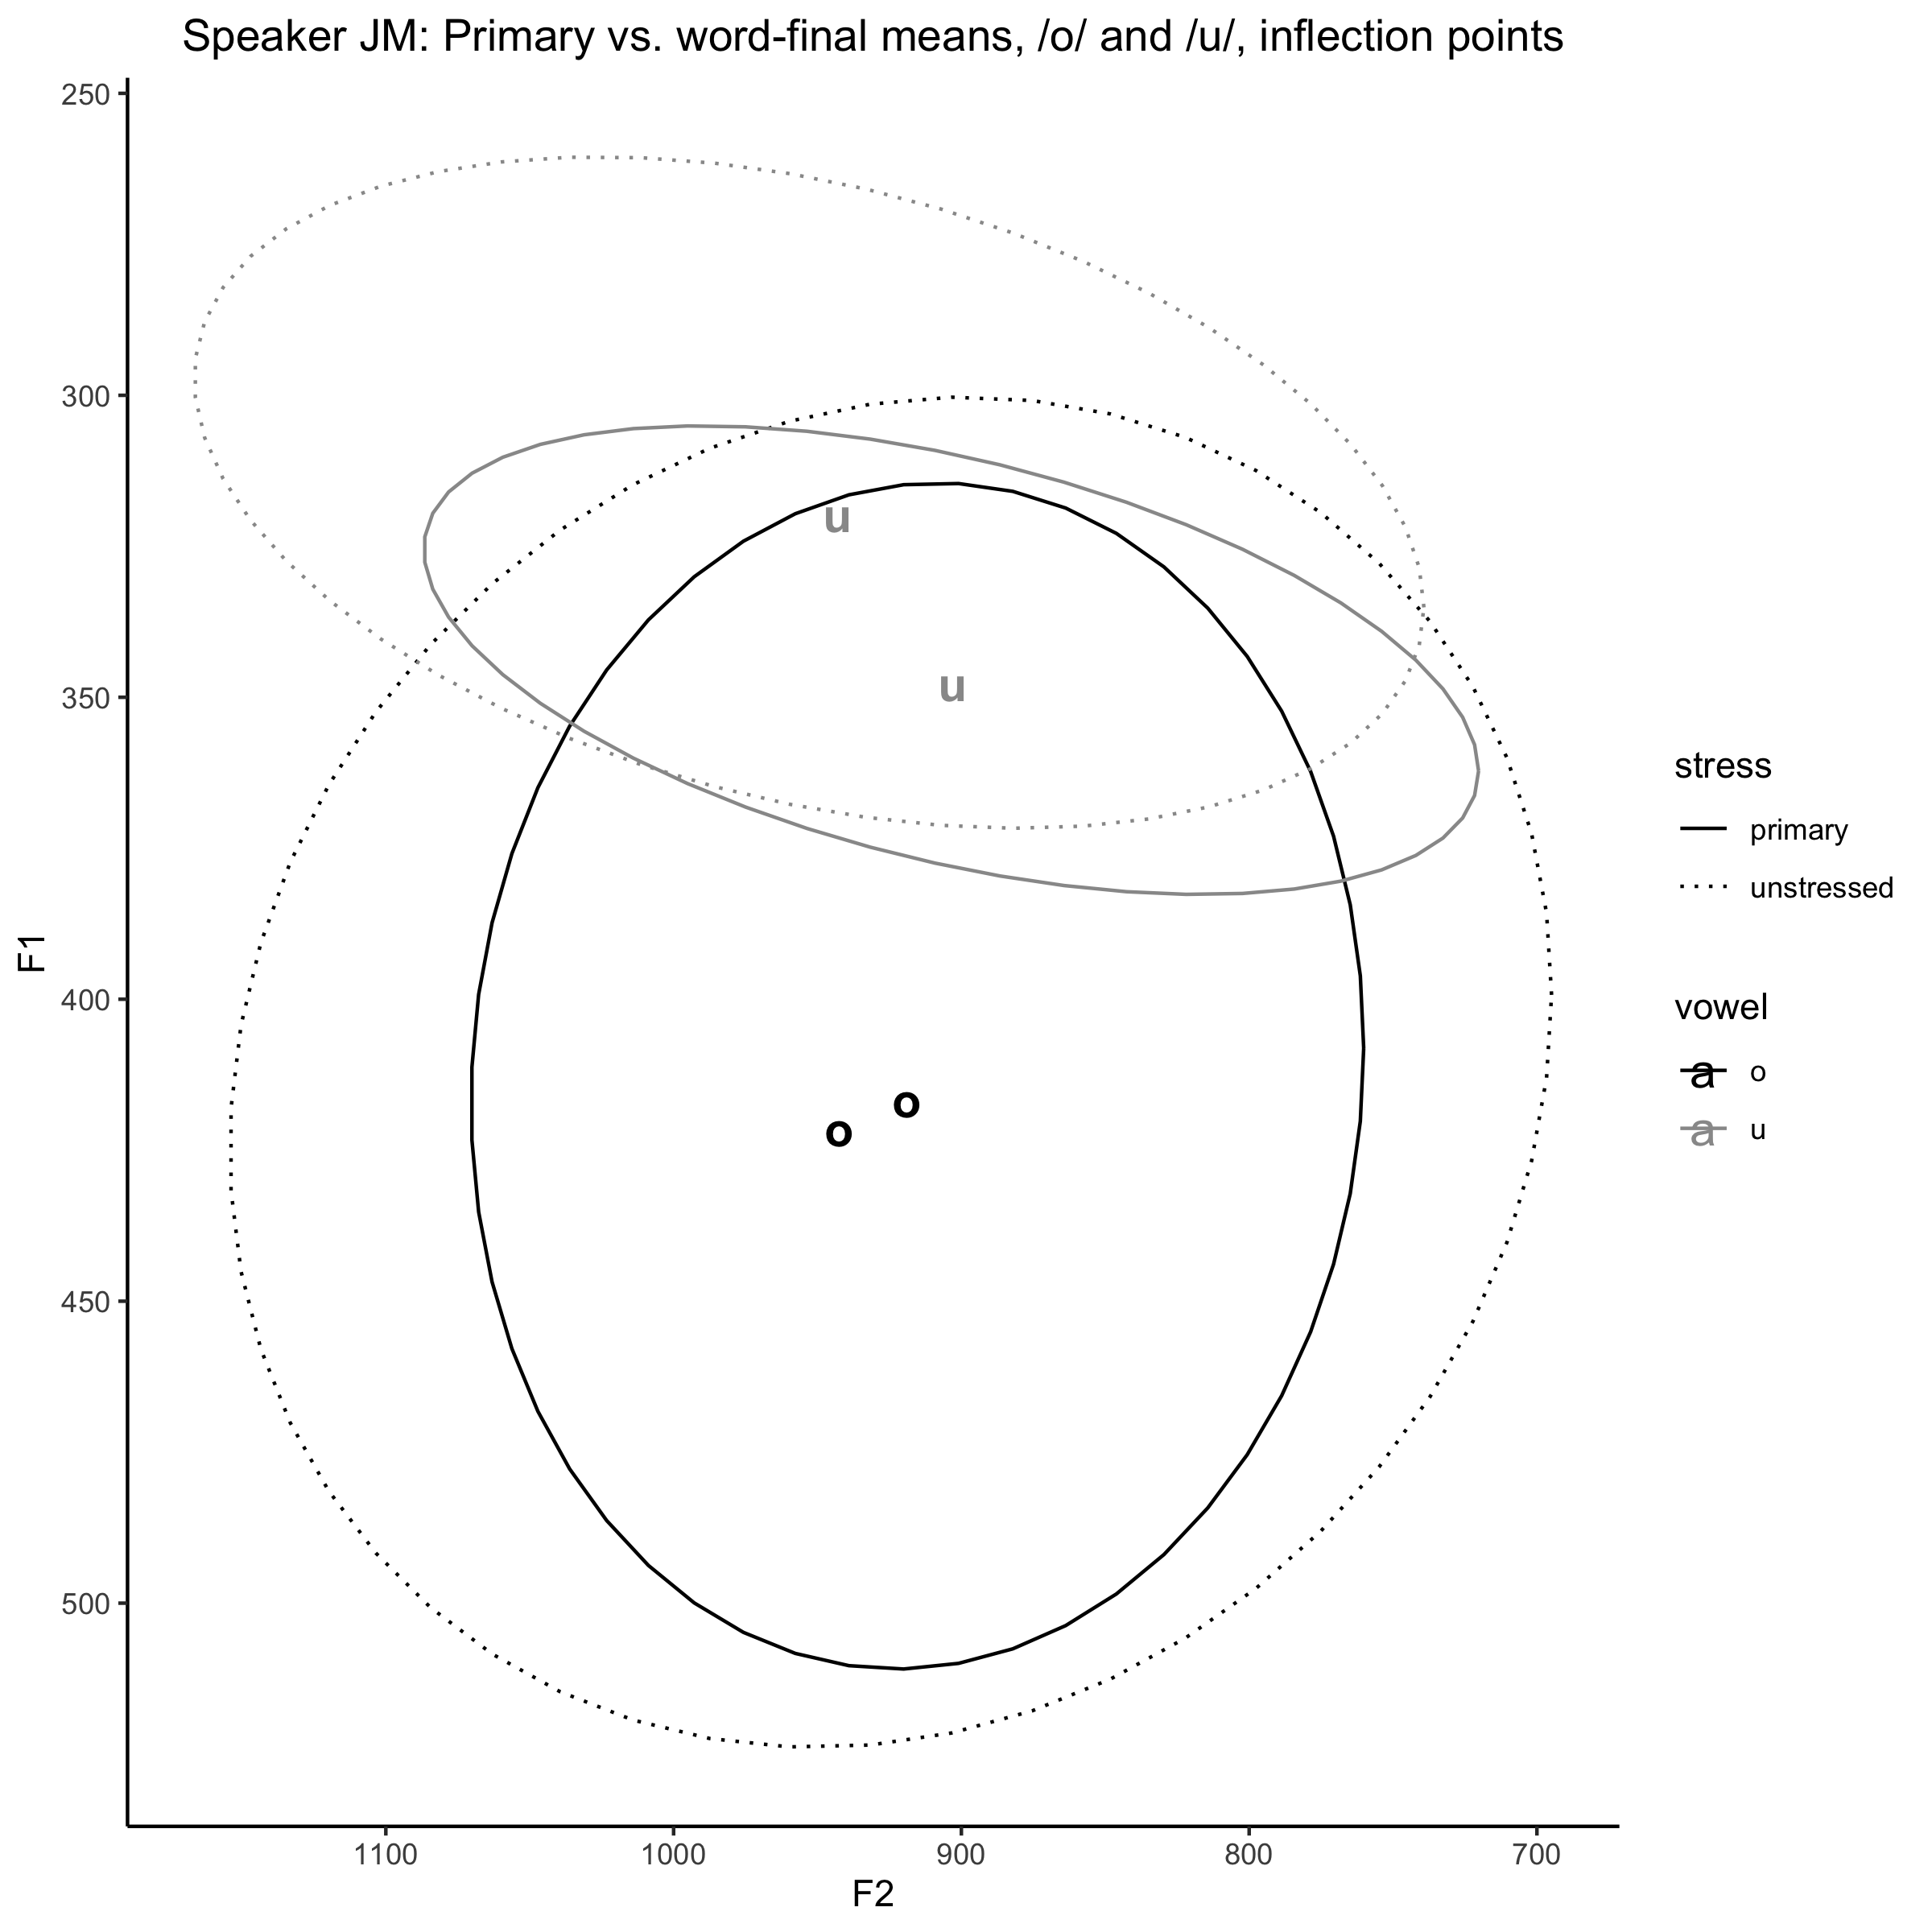 Speaker JM: Primary vs. word-final means, /o/ and /u/, inflection points
250
300
350
400
450
500
F1
u
u
o
o
1100 1000 900 800 700
F2
stress
primary
unstressed
vowel
a o
a u